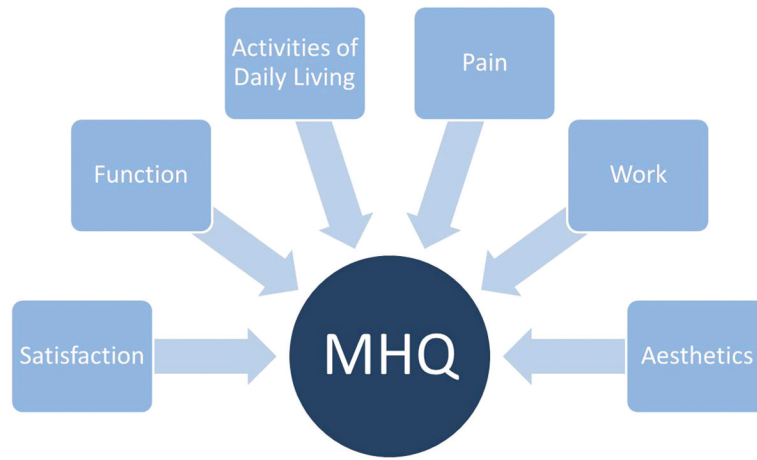 Activities of
Daily Living
Pain
Function
Work
Satisfaction
MHQ
Aesthetics